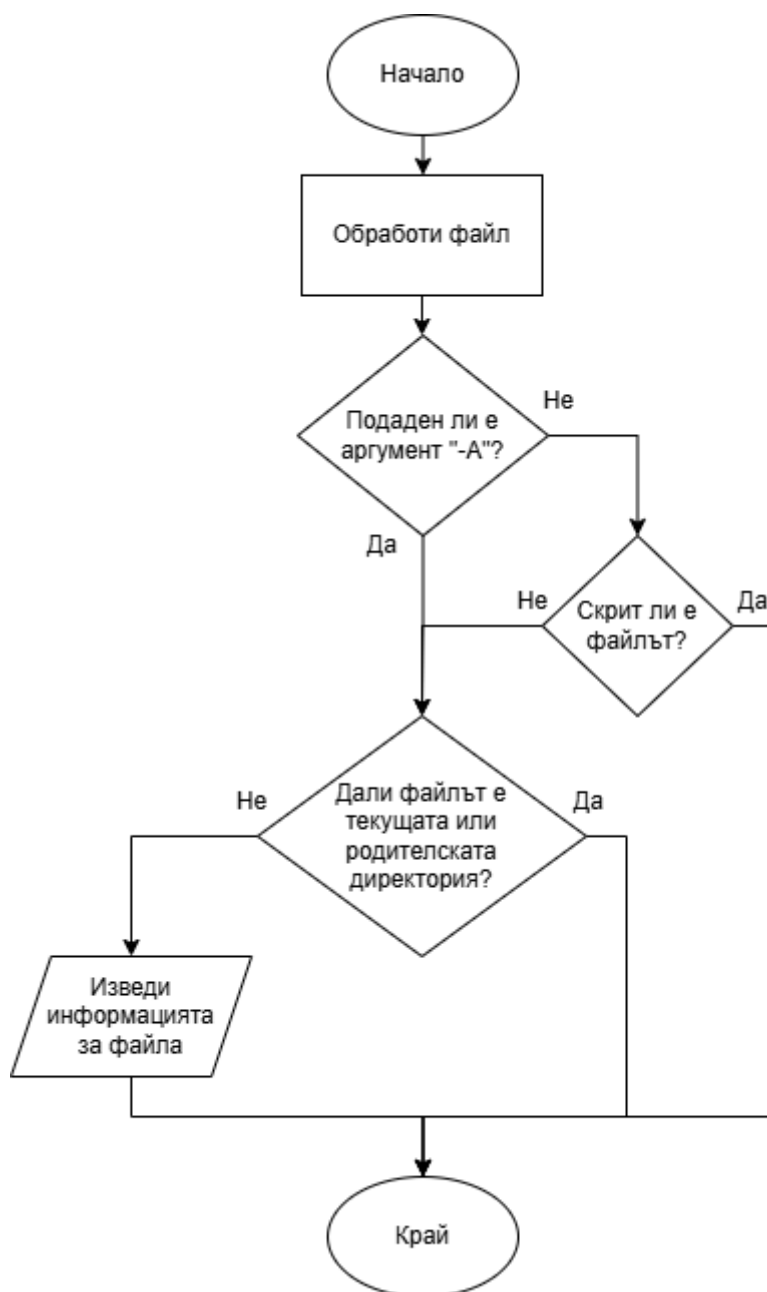 Начало
Обработи файл
Подаден ли е
аргумент "-А"?
Не
Да
Скрит ли е
файлът?
Не
Да
Дали файлът е
текущата или
родителската
директория?
Не
Да
Изведи
информацията
за файла
Край